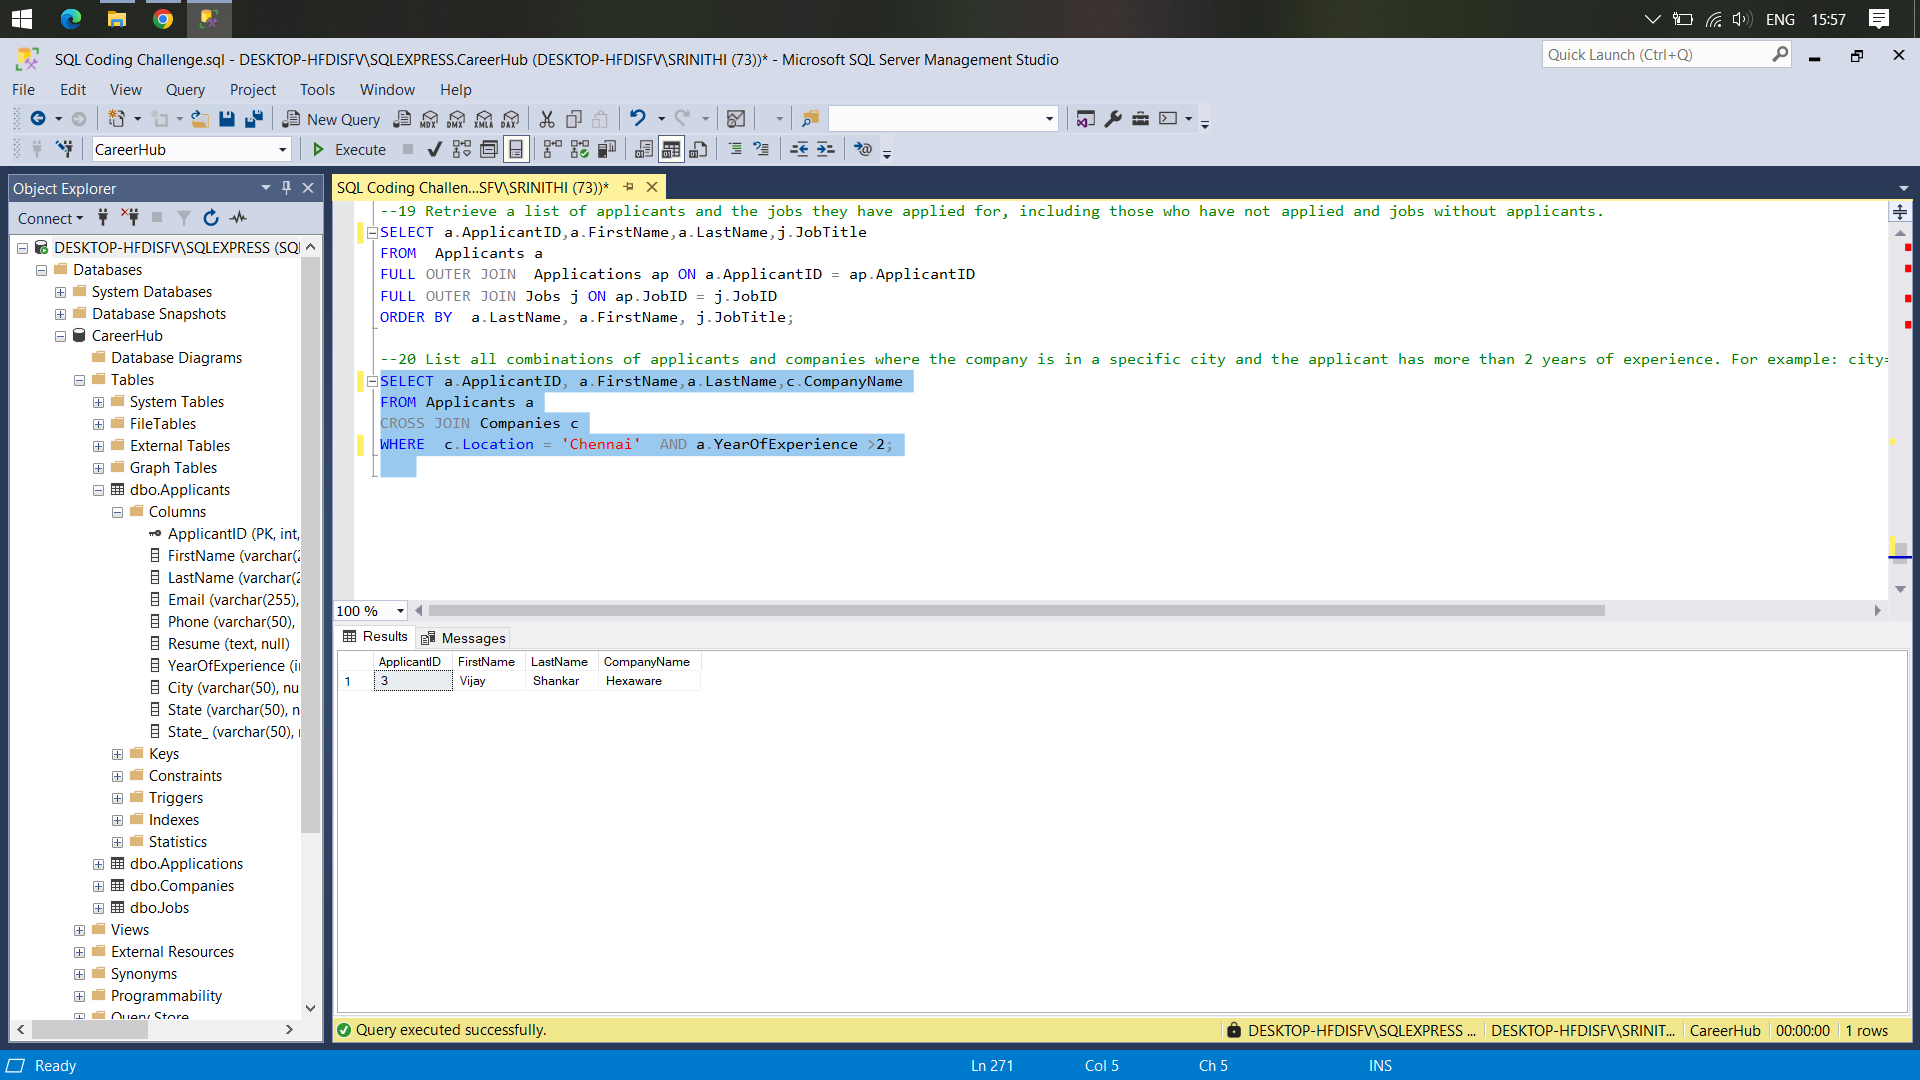 ENG 15:57
SQL Coding Challenge.sql - DESKTOP-HFDISFV\SQLEXPRESS.CareerHub (DESKTOP-HFDISFV\SRINITHI (73))* - Microsoft SQL Server Management Studio
Quick Launch (Ctrl+Q)
File Edit View Query Project Tools Window Help
New Query MDX DMX XMLA DAX
CareerHub Execute
Object Explorer
Connect
DESKTOP-HFDISFV\SQLEXPRESS (SQ
Databases
System Databases
Database Snapshots
CareerHub
Database Diagrams
Tables
System Tables
FileTables
External Tables
Graph Tables
dbo.Applicants
Columns
ApplicantID (PK, int,
FirstName (varchar(2
LastName (varchar(2
Email (varchar(255),
Phone (varchar(50),
Resume (text, null)
YearOfExperience (i
City (varchar(50), nu
State (varchar(50), n
State_ (varchar(50),
Keys
Constraints
Triggers
Indexes
Statistics
dbo.Applications
dbo.Companies
dbo.Jobs
Views
External Resources
Synonyms
Programmability
Query Store
SQL Coding Challen...SFV\SRINITHI (73))*
--19 Retrieve a list of applicants and the jobs they have applied for, including those who have not applied and jobs without applicants.
SELECT a.ApplicantID,a.FirstName,a.LastName,j.JobTitle
FROM  Applicants a
FULL OUTER JOIN  Applications ap ON a.ApplicantID = ap.ApplicantID
FULL OUTER JOIN Jobs j ON ap.JobID = j.JobID
ORDER BY  a.LastName, a.FirstName, j.JobTitle;
--20 List all combinations of applicants and companies where the company is in a specific city and the applicant has more than 2 years of experience. For example: city=
SELECT a.ApplicantID, a.FirstName,a.LastName,c.CompanyName
FROM Applicants a
CROSS JOIN Companies c
WHERE  c.Location = 'Chennai'  AND a.YearOfExperience >2;
100 %
Results Messages
ApplicantID FirstName LastName CompanyName
1 3 Vijay Shankar Hexaware
Query executed successfully.
DESKTOP-HFDISFV\SQLEXPRESS ... DESKTOP-HFDISFV\SRINIT... CareerHub 00:00:00 1 rows
Ready Ln 271 Col 5 Ch 5 INS